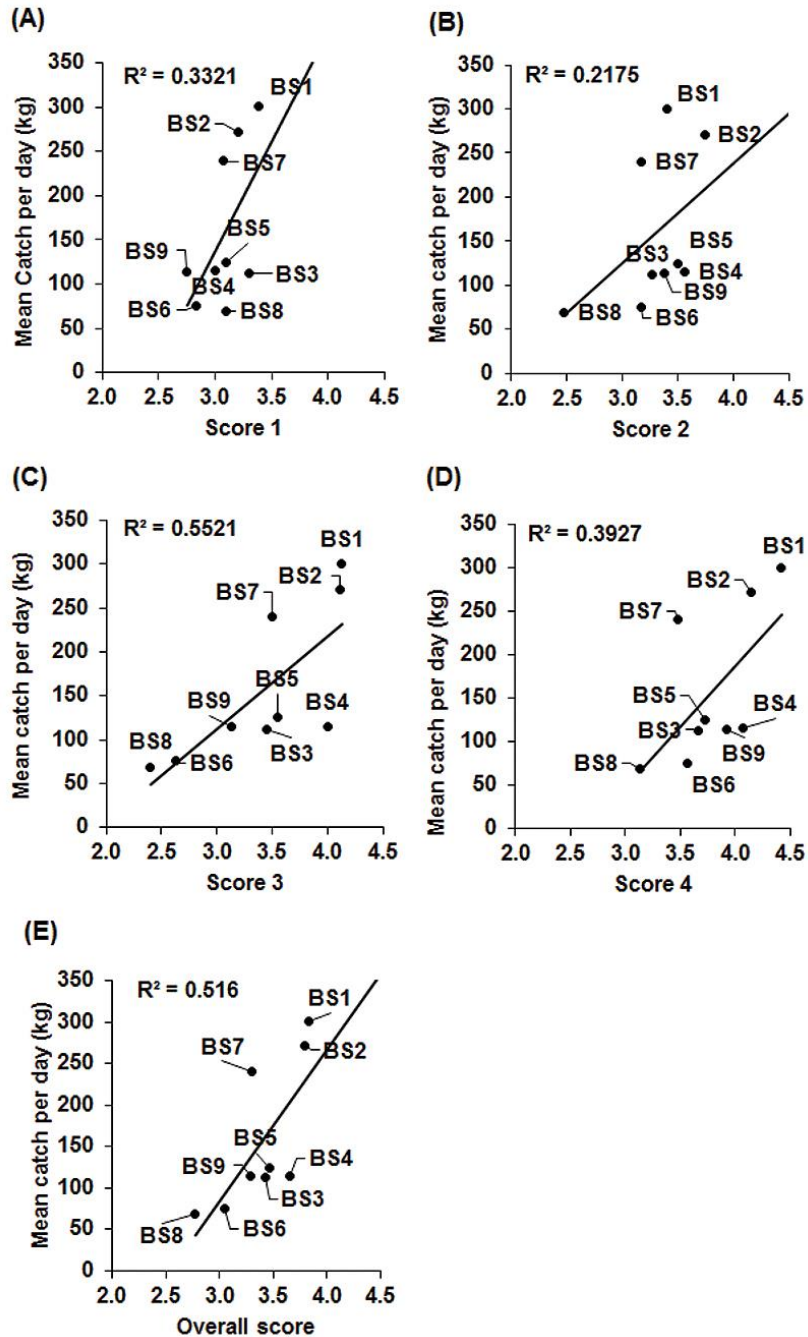 (A)
R² = 0.3321
Mean Catch per day (kg)
350
300
250
200
150
100
50
0
BS1
BS2
BS7
BS5
BS9
BS3
BS4
BS6
BS8
2.0 2.5 3.0 3.5 4.0 4.5
Score 1
(B)
R² = 0.2175
Mean catch per day (kg)
350
300
250
200
150
100
50
0
BS1
BS2
BS7
BS5
BS3
BS4
BS9
BS8
BS6
2.0 2.5 3.0 3.5 4.0 4.5
Score 2
(C)
R² = 0.5521
Mean catch per day (kg)
350
300
250
200
150
100
50
0
BS1
BS2
BS7
BS5
BS9
BS4
BS8
BS3
BS6
2.0 2.5 3.0 3.5 4.0 4.5
Score 3
(D)
R² = 0.3927
Mean catch per day (kg)
350
300
250
200
150
100
50
0
BS1
BS2
BS7
BS5
BS4
BS3
BS9
BS8
BS6
2.0 2.5 3.0 3.5 4.0 4.5
Score 4
(E)
R² = 0.516
Mean catch per day (kg)
350
300
250
200
150
100
50
0
BS1
BS2
BS7
BS5
BS9
BS4
BS3
BS8
BS6
2.0 2.5 3.0 3.5 4.0 4.5
Overall score